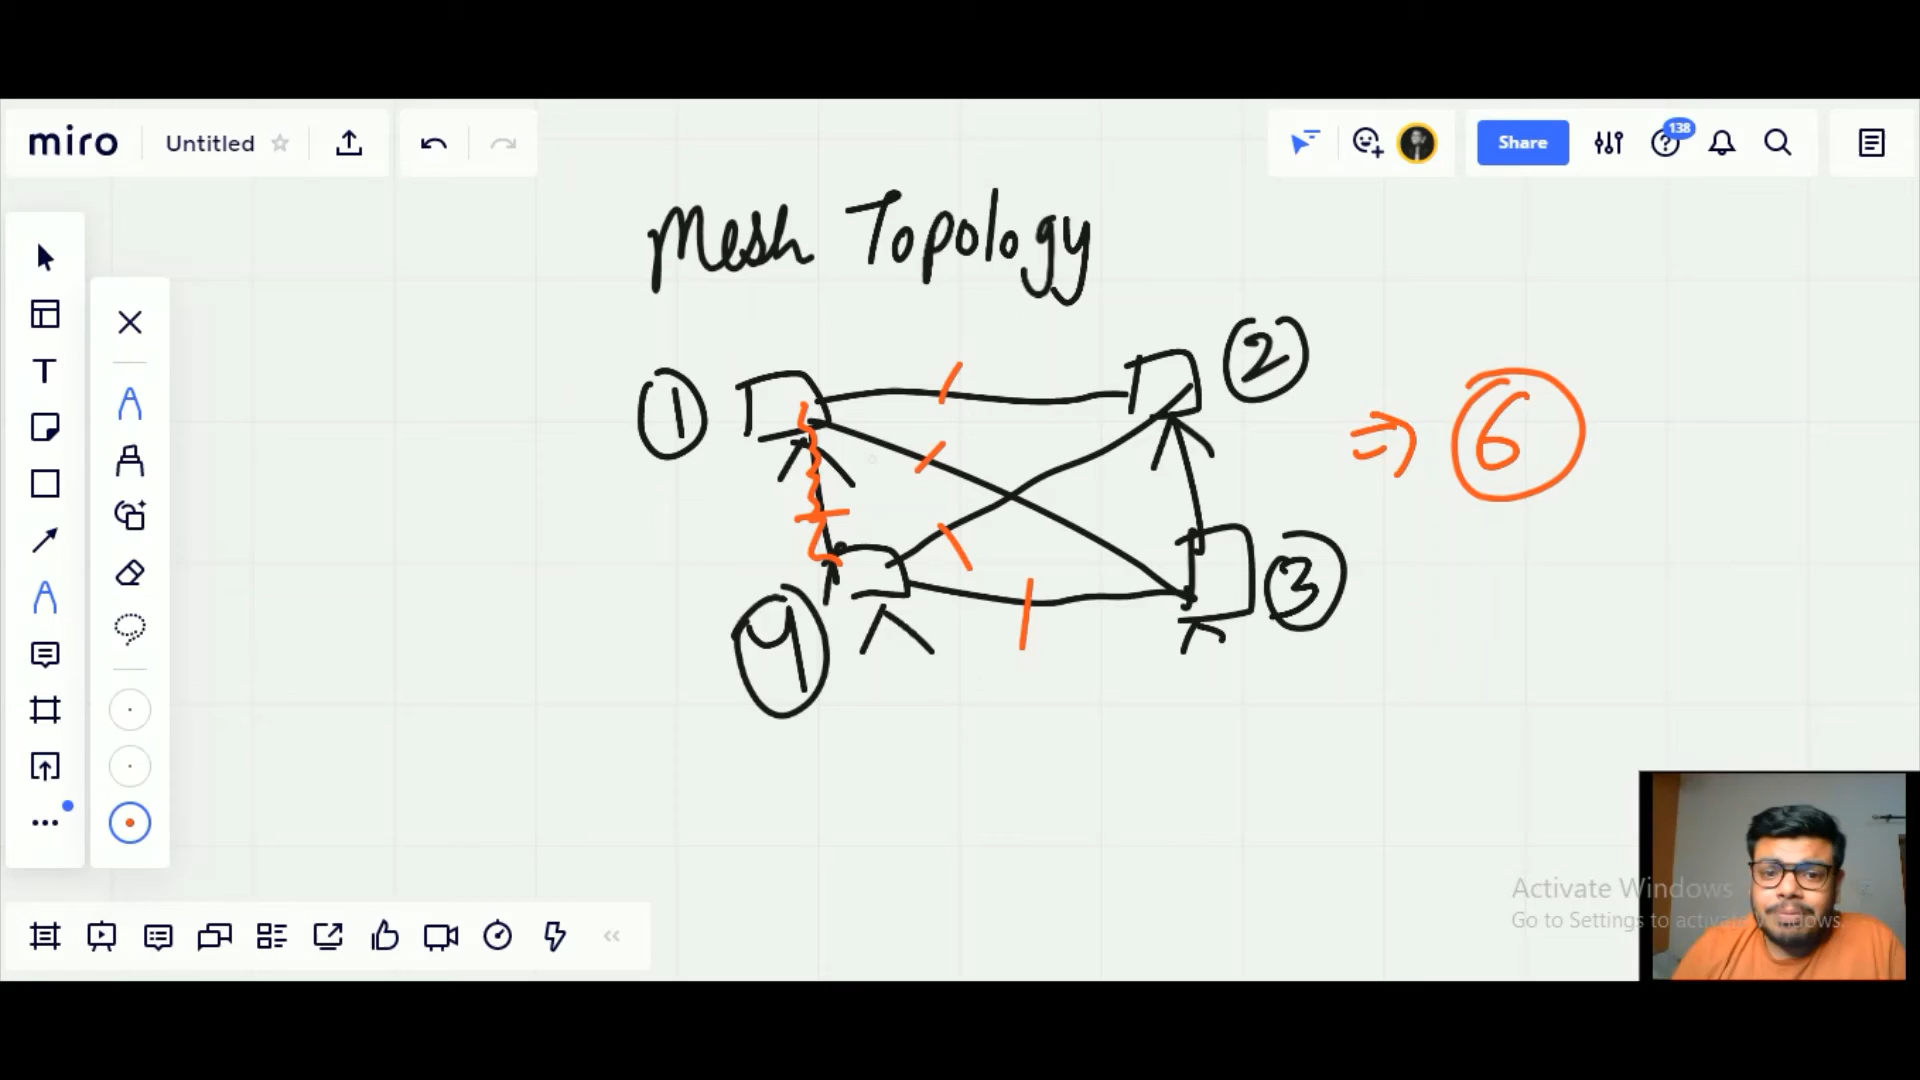 miro Untitled Share 138
T
Mesh Topology
1 2
⇒ 6
3
4
Activate Windows
Go to Settings to activate Windows.